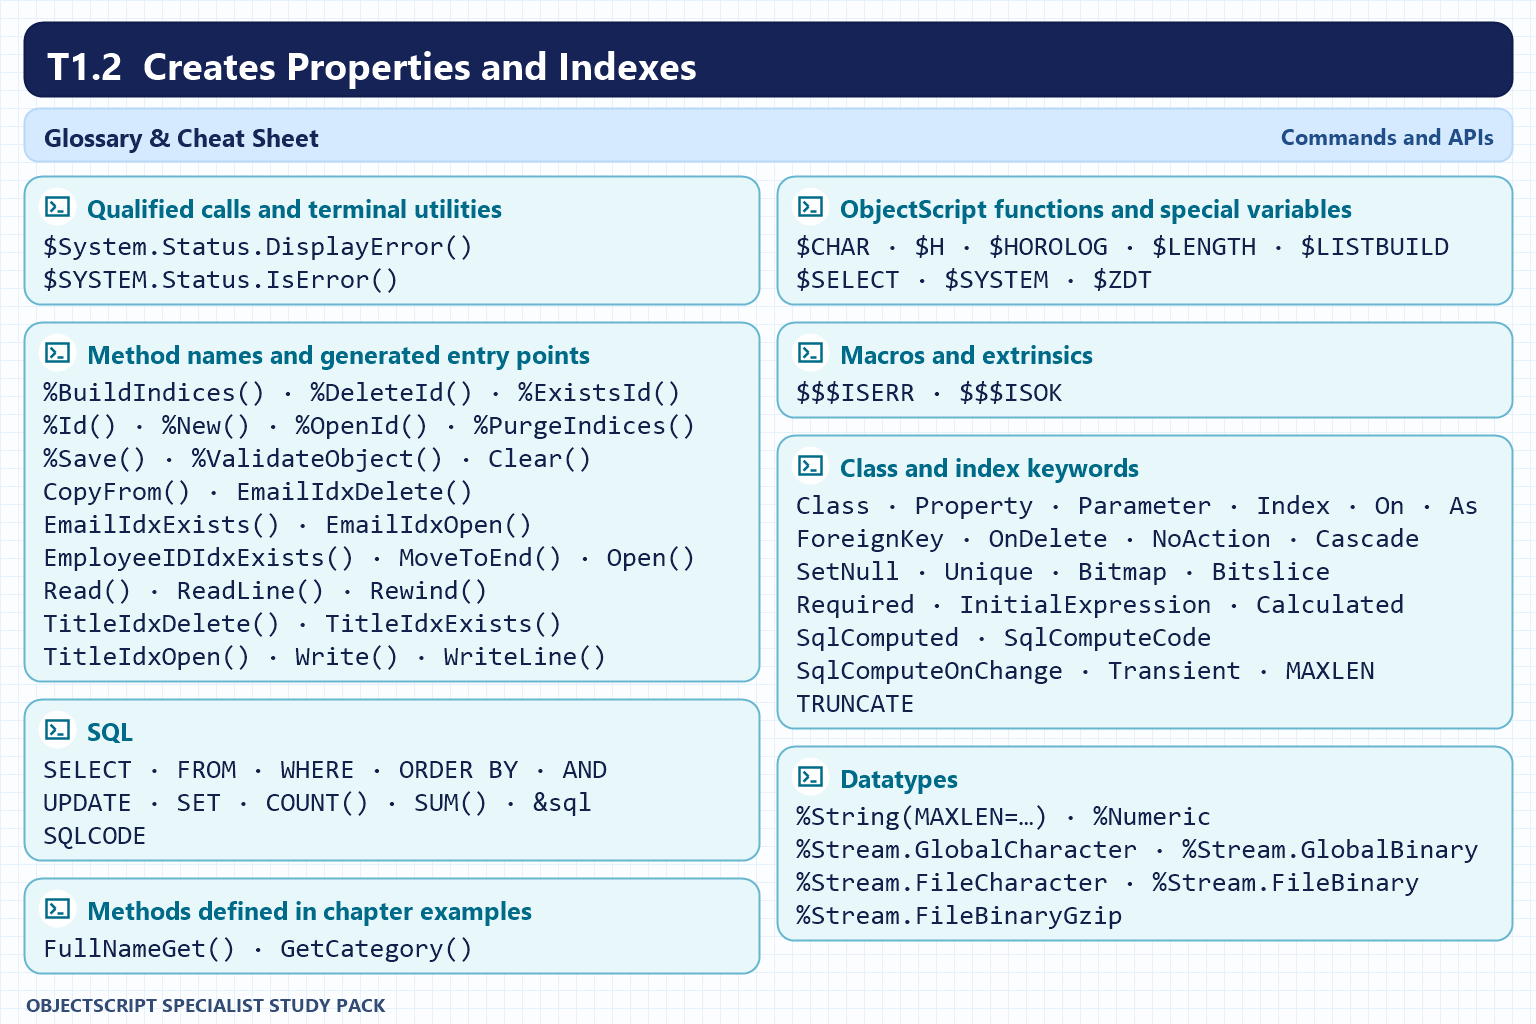 T1.2 Creates Properties and Indexes
Glossary & Cheat Sheet
Commands and APIs
Qualified calls and terminal utilities
$System.Status.DisplayError()
$SYSTEM.Status.IsError()
Method names and generated entry points
%BuildIndices() · %DeleteId() · %ExistsId()
%Id() · %New() · %OpenId() · %PurgeIndices()
%Save() · %ValidateObject() · Clear()
CopyFrom() · EmailIdxDelete()
EmailIdxExists() · EmailIdxOpen()
EmployeeIDIdxExists() · MoveToEnd() · Open()
Read() · ReadLine() · Rewind()
TitleIdxDelete() · TitleIdxExists()
TitleIdxOpen() · Write() · WriteLine()
SQL
SELECT · FROM · WHERE · ORDER BY · AND
UPDATE · SET · COUNT() · SUM() · &sql
SQLCODE
Methods defined in chapter examples
FullNameGet() · GetCategory()
ObjectScript functions and special variables
$CHAR · $H · $HOROLOG · $LENGTH · $LISTBUILD
$SELECT · $SYSTEM · $ZDT
Macros and extrinsics
$$$ISERR · $$$ISOK
Class and index keywords
Class · Property · Parameter · Index · On · As
ForeignKey · OnDelete · NoAction · Cascade
SetNull · Unique · Bitmap · Bitslice
Required · InitialExpression · Calculated
SqlComputed · SqlComputeCode
SqlComputeOnChange · Transient · MAXLEN
TRUNCATE
Datatypes
%String(MAXLEN=…) · %Numeric
%Stream.GlobalCharacter · %Stream.GlobalBinary
%Stream.FileCharacter · %Stream.FileBinary
%Stream.FileBinaryGzip
OBJECTSCRIPT SPECIALIST STUDY PACK